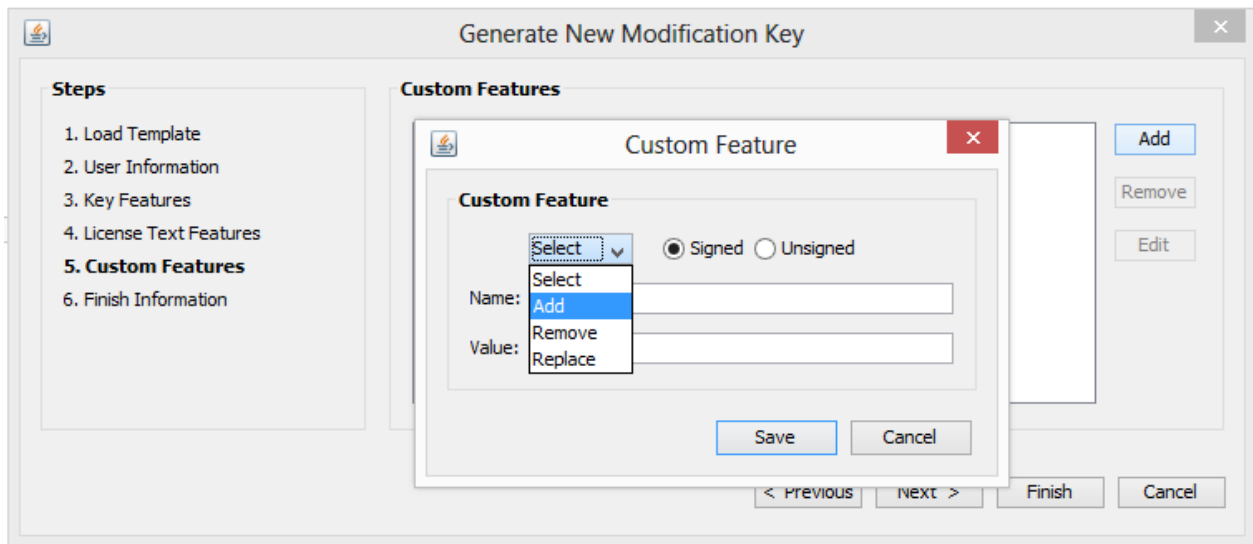 Generate New Modification Key
Steps
1. Load Template
2. User Information
3. Key Features
4. License Text Features
5. Custom Features
6. Finish Information
Custom Features
Add
Remove
Edit
Custom Feature
Custom Feature
Select
Signed
Unsigned
Select
Add
Remove
Replace
Name:
Value:
Save
Cancel
< Previous
Next >
Finish
Cancel